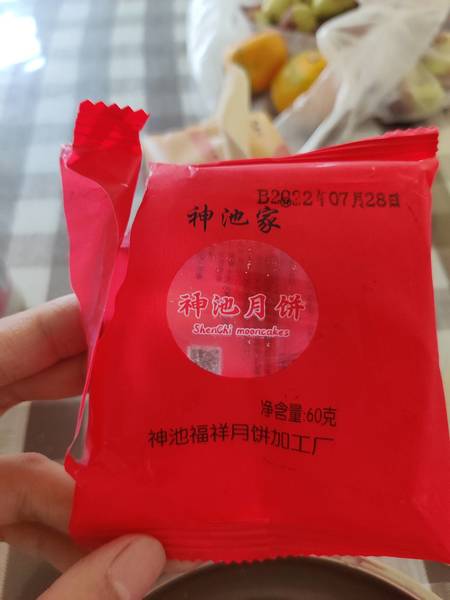 B2022年07月28日
神池家
神池月饼
ShenChi mooncakes
净含量:60克
神池福祥月饼加工厂